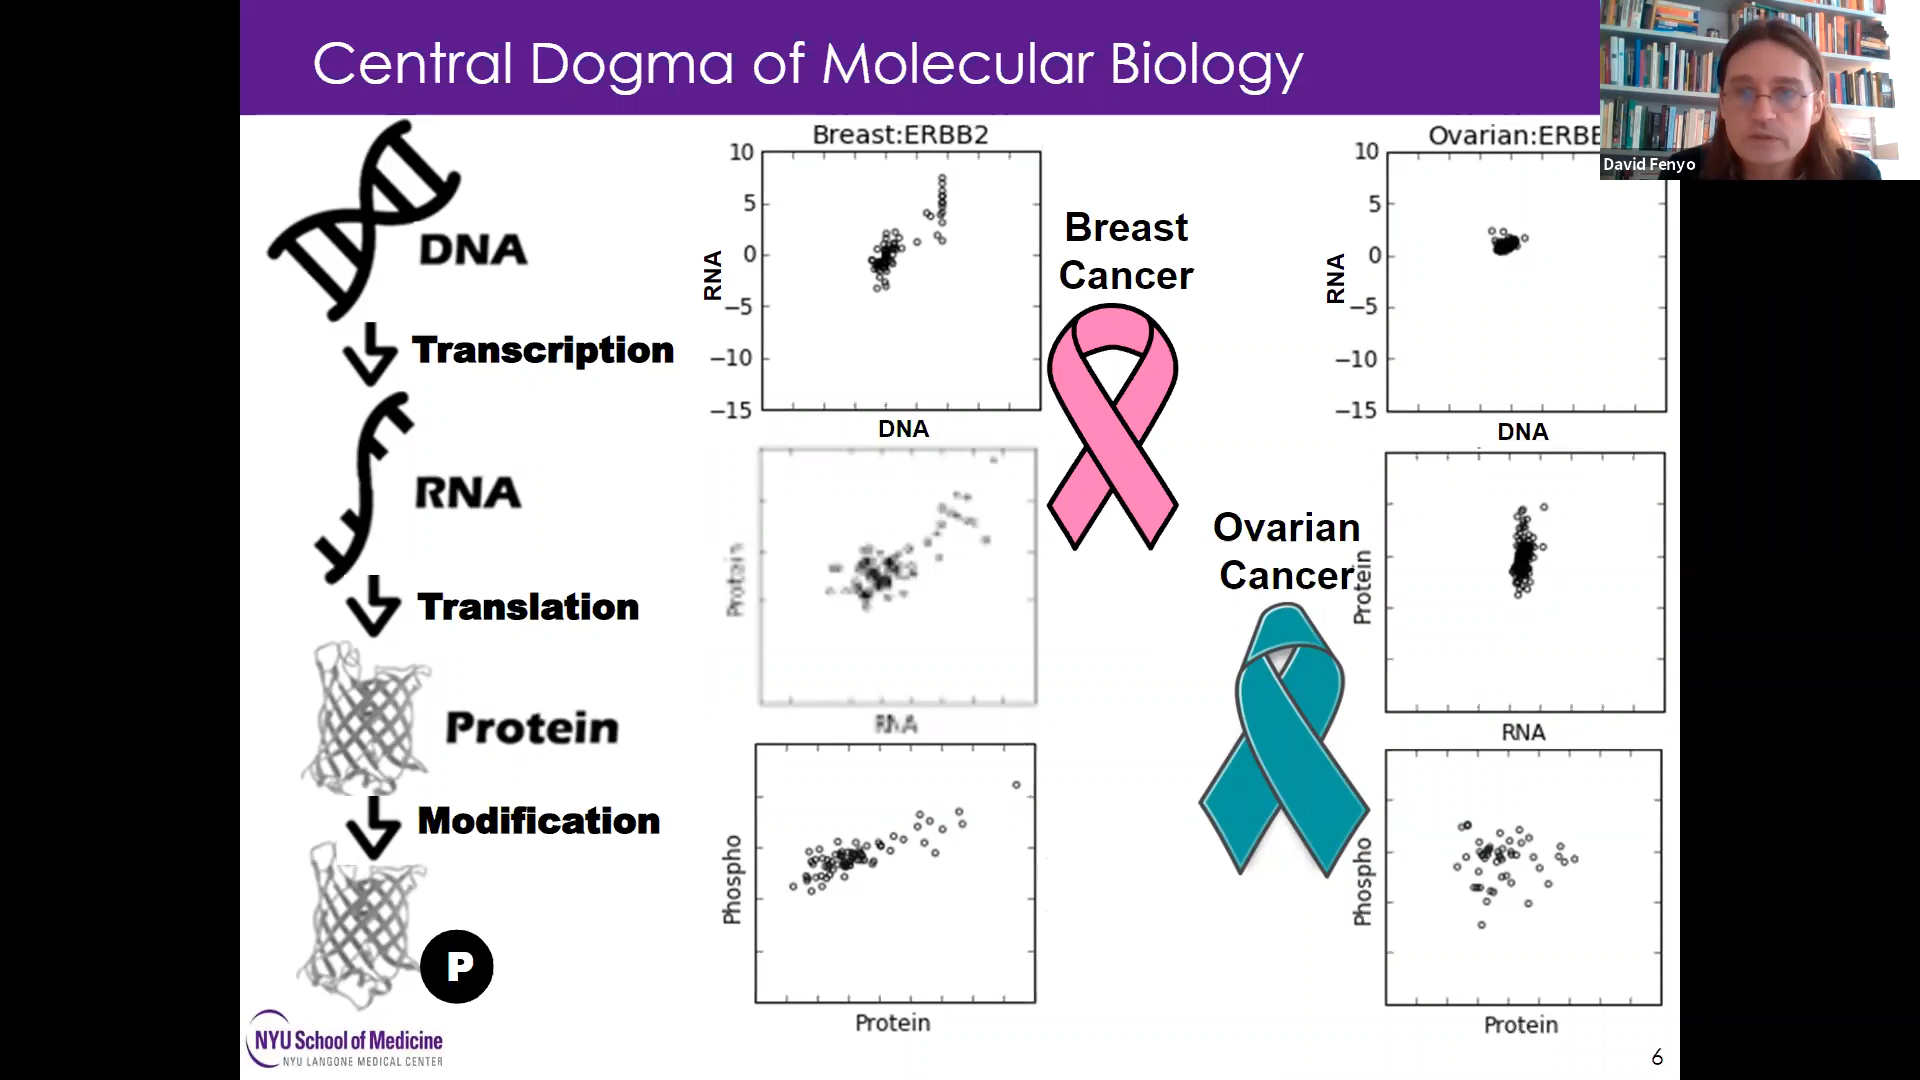 Central Dogma of Molecular Biology
David Fenyo
DNA
Transcription
RNA
Translation
Protein
Modification
P
Breast:ERBB2
10
5
0
−5
−10
−15
RNA
DNA
Protein
RNA
Phospho
Protein
Breast
Cancer
Ovarian
Cancer
Ovarian:ERBB
10
5
0
−5
−10
−15
RNA
DNA
Protein
RNA
Phospho
Protein
NYU School of Medicine
NYU LANGONE MEDICAL CENTER
6